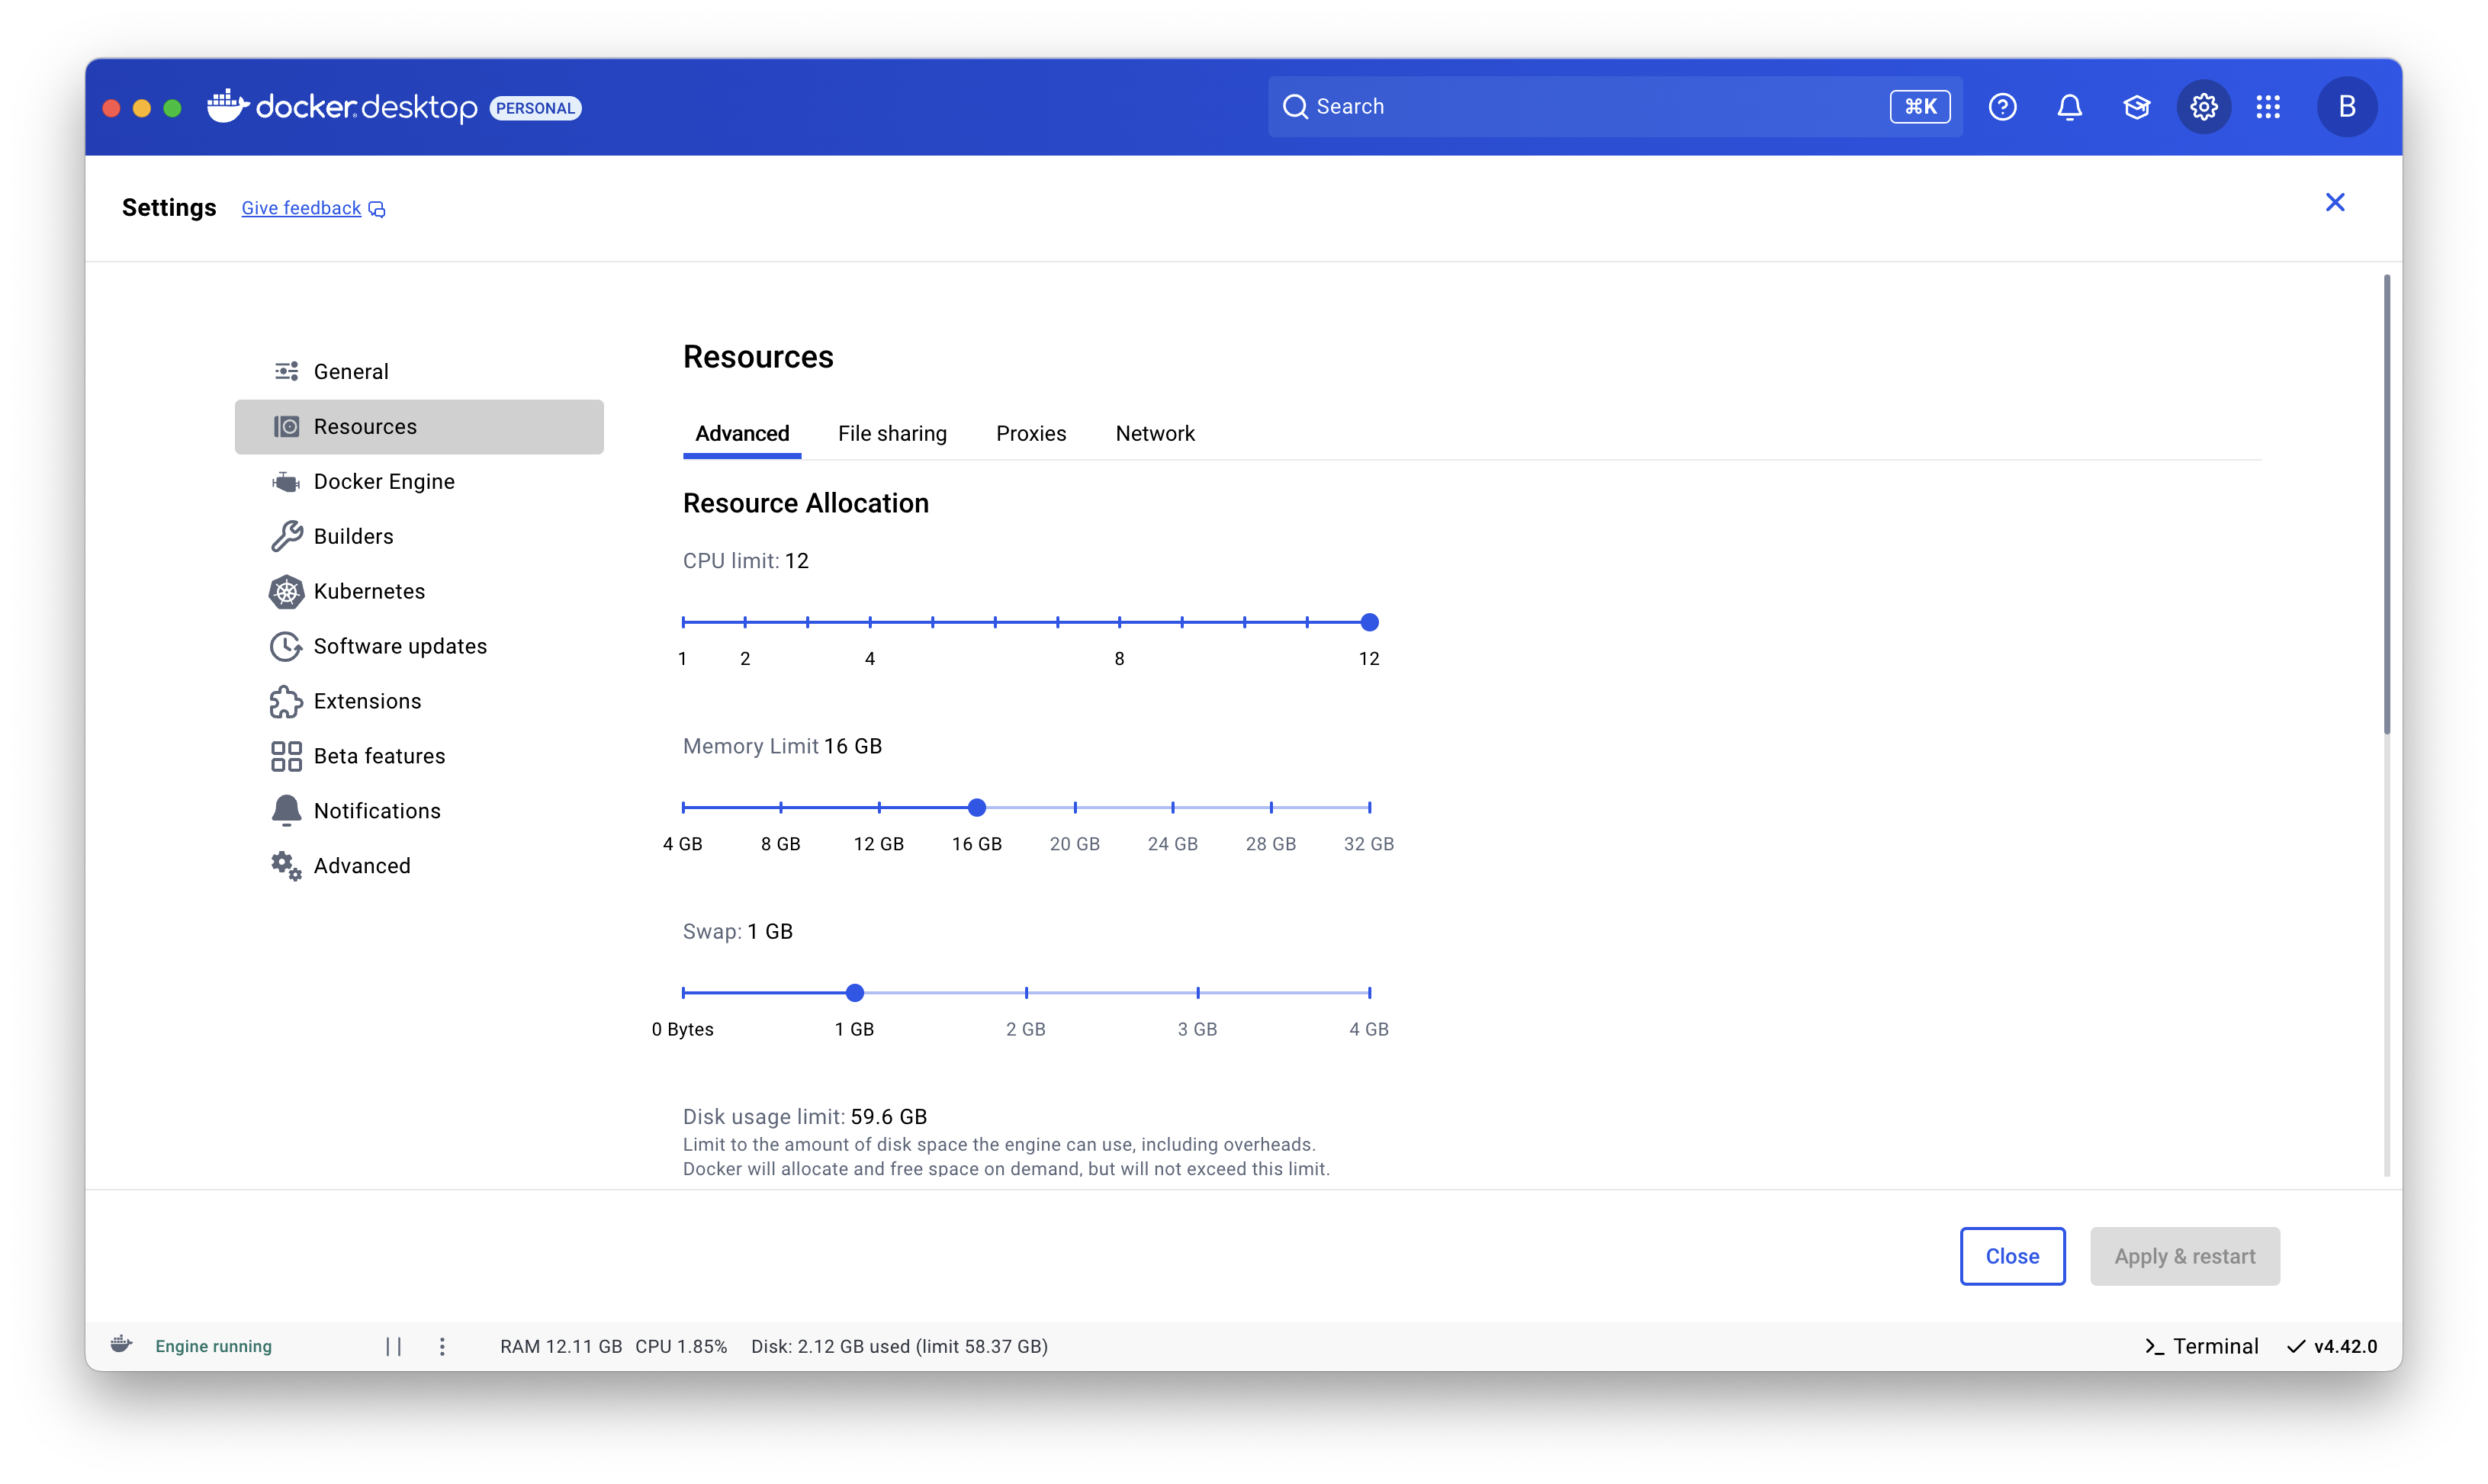 docker desktop PERSONAL
Search ⌘K
B
Settings Give feedback
General
Resources
Docker Engine
Builders
Kubernetes
Software updates
Extensions
Beta features
Notifications
Advanced
Resources
Advanced File sharing Proxies Network
Resource Allocation
CPU limit: 12
1 2 4 8 12
Memory Limit 16 GB
4 GB 8 GB 12 GB 16 GB 20 GB 24 GB 28 GB 32 GB
Swap: 1 GB
0 Bytes 1 GB 2 GB 3 GB 4 GB
Disk usage limit: 59.6 GB
Limit to the amount of disk space the engine can use, including overheads.
Docker will allocate and free space on demand, but will not exceed this limit.
Close Apply & restart
Engine running RAM 12.11 GB CPU 1.85% Disk: 2.12 GB used (limit 58.37 GB) Terminal v4.42.0